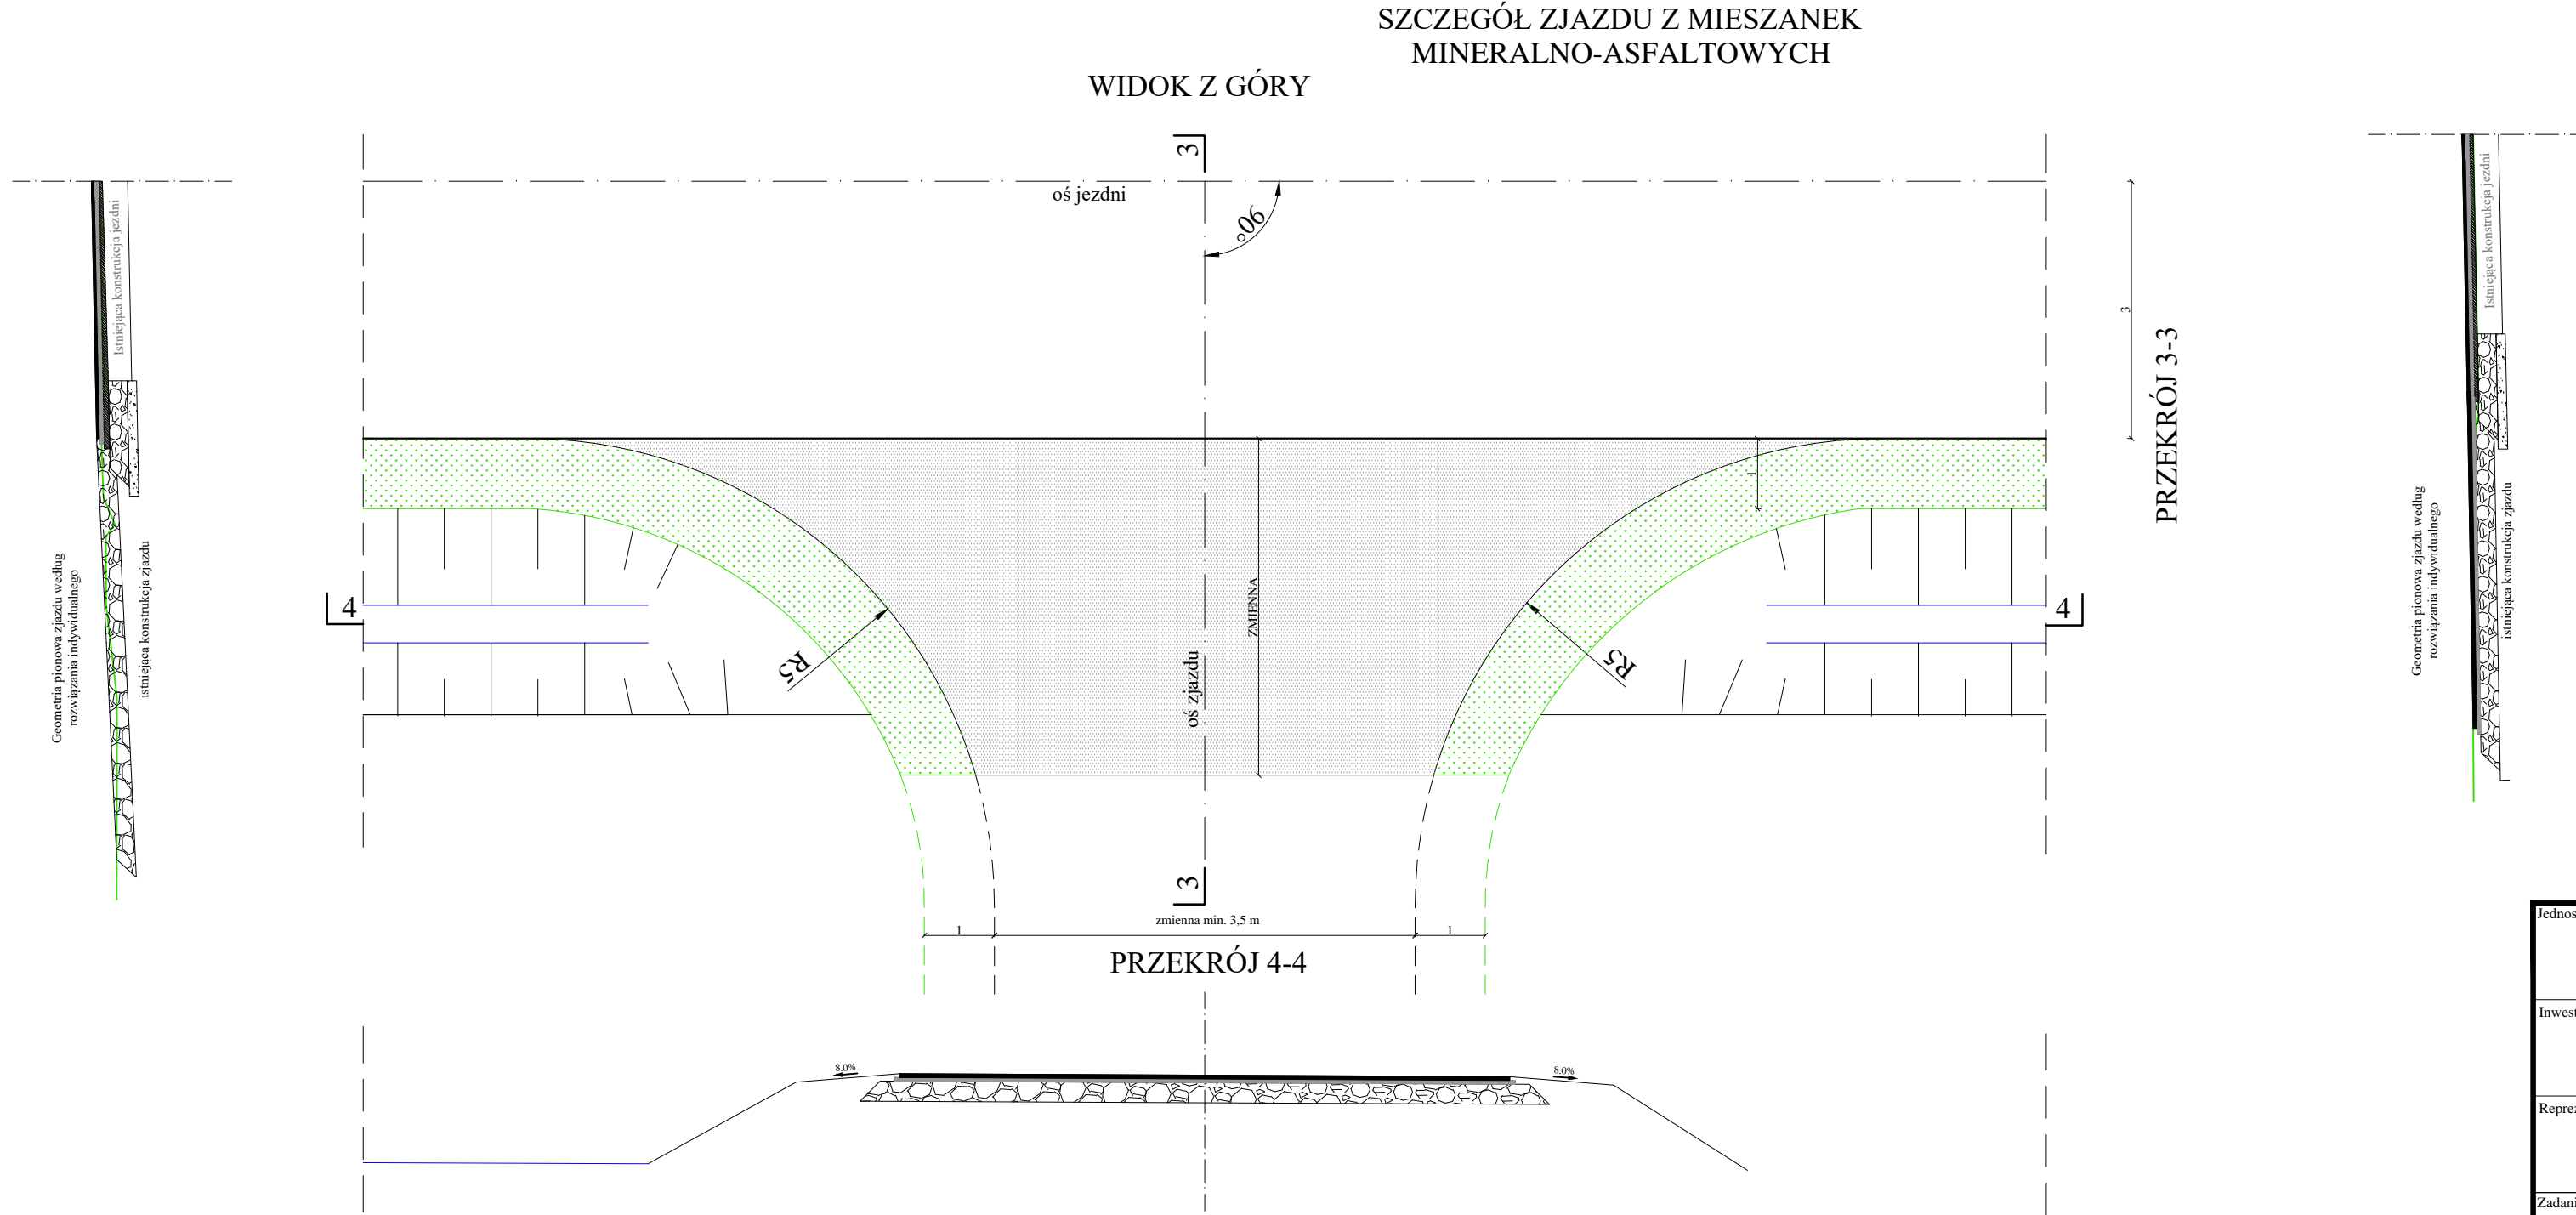 SZCZEGÓŁ ZJAZDU Z MIESZANEK
MINERALNO-ASFALTOWYCH
WIDOK Z GÓRY
3
oś jezdni
90°
Istniejąca konstrukcja jezdni
Geometria pionowa zjazdu według
rozwiązania indywidualnego
istniejąca konstrukcja zjazdu
4
R5
oś zjazdu
ZMIENNA
R5
1
4
3
PRZEKRÓJ 3-3
Istniejąca konstrukcja jezdni
Geometria pionowa zjazdu według
rozwiązania indywidualnego
istniejąca konstrukcja zjazdu
3
zmienna min. 3,5 m
1
1
PRZEKRÓJ 4-4
8.0%
8.0%